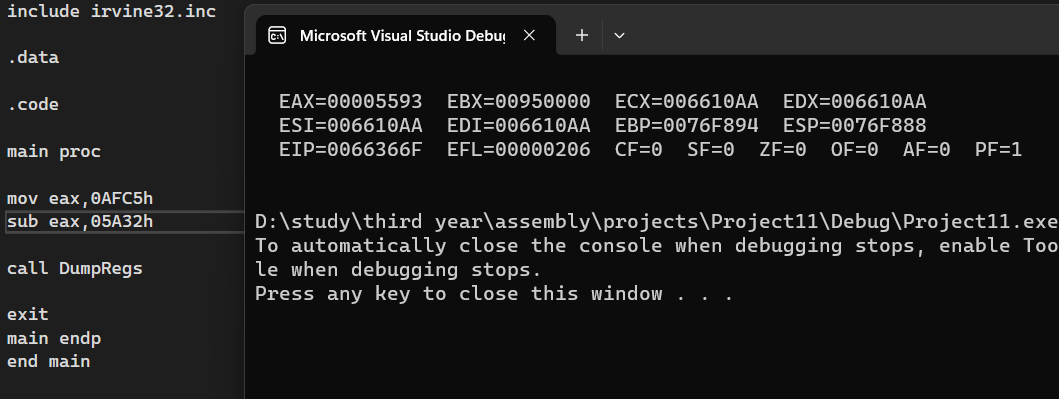 include irvine32.inc
.data
.code
main proc
mov eax,0AFC5h
sub eax,05A32h
call DumpRegs
exit
main endp
end main
Microsoft Visual Studio Debug
EAX=00005593 EBX=00950000 ECX=006610AA EDX=006610AA
ESI=006610AA EDI=006610AA EBP=0076F894 ESP=0076F888
EIP=0066366F EFL=00000206 CF=0 SF=0 ZF=0 OF=0 AF=0 PF=1
D:\study\third year\assembly\projects\Project11\Debug\Project11.exe
To automatically close the console when debugging stops, enable Too
le when debugging stops.
Press any key to close this window . . .